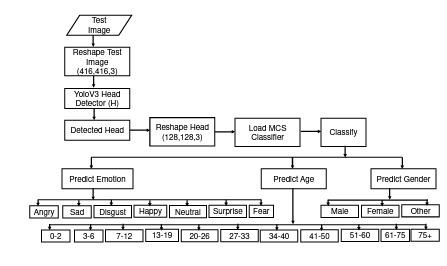 Test
Image
Reshape Test
Image
(416,416,3)
YoloV3 Head
Detector (H)
Detected Head
Reshape Head
(128,128,3)
Load MCS
Classifier
Classify
Predict Emotion
Predict Age
Predict Gender
Angry
Sad
Disgust
Happy
Neutral
Surprise
Fear
Male
Female
Other
0-2
3-6
7-12
13-19
20-26
27-33
34-40
41-50
51-60
61-75
75+